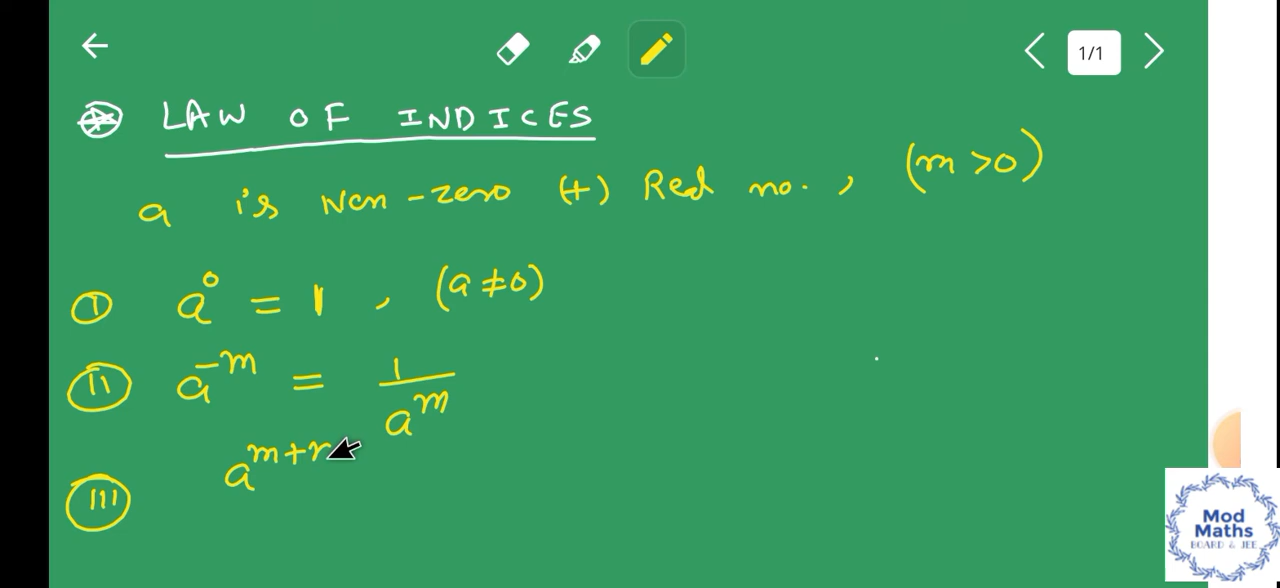 1/1
LAW OF INDICES
a is Non-zero (+) Real no., (m>0)
① a⁰ = 1, (a≠0)
(ii) a⁻ᵐ = 1/aᵐ
(iii) aᵐ⁺ⁿ
Mod
Maths
BOARD & JEE